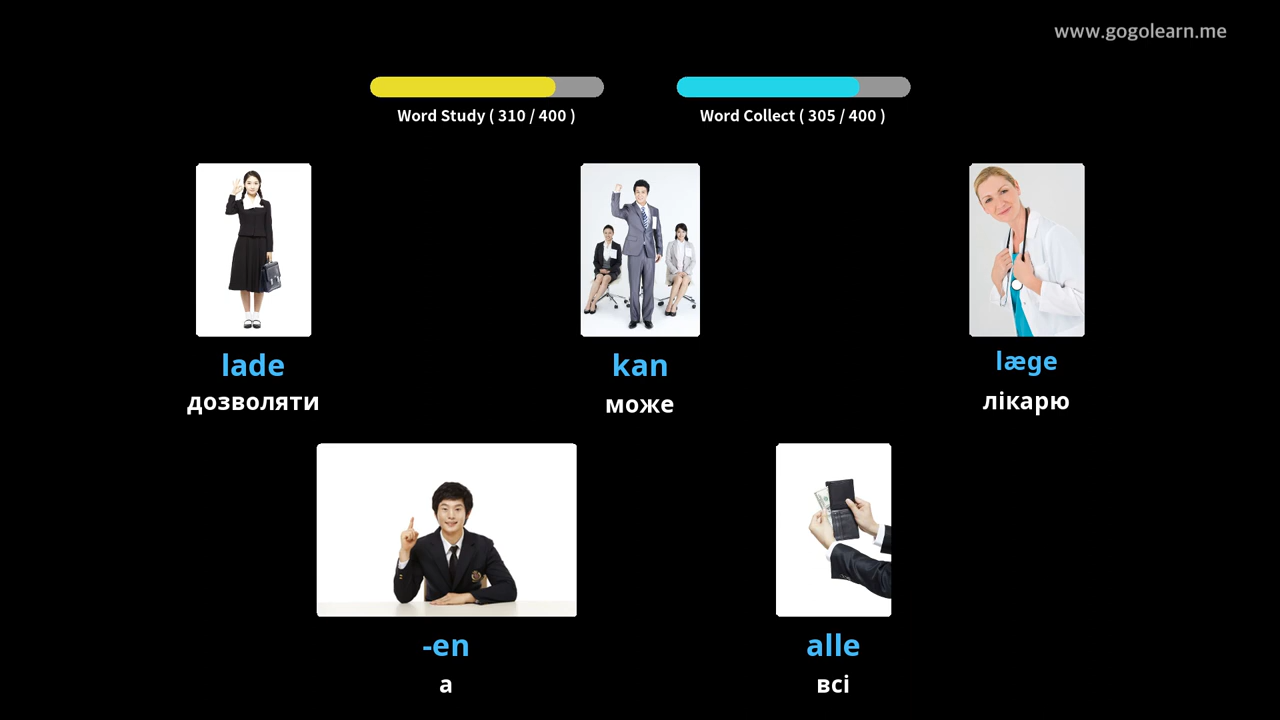 www.gogolearn.me
Word Study ( 310 / 400 )
Word Collect ( 305 / 400 )
lade
kan
læge
дозволяти
може
лікарю
-en
alle
а
всі